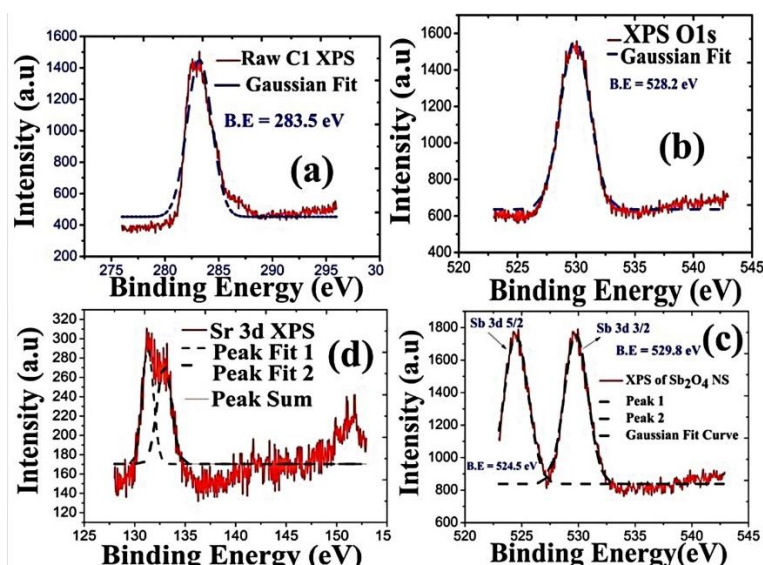 Raw C1 XPS
Gaussian Fit
B.E = 283.5 eV
(a)
Intensity (a.u)
1600
1400
1200
1000
800
600
400
200
275
280
285
290
295
30
Binding Energy (eV)
XPS O1s
Gaussian Fit
B.E = 528.2 eV
(b)
Intensity (a.u)
1600
1400
1200
1000
800
600
400
520
525
530
535
540
545
Binding Energy (eV)
Sr 3d XPS
Peak Fit 1
Peak Fit 2
Peak Sum
(d)
Intensity (a.u)
320
300
280
260
240
220
200
180
160
140
125
130
135
140
145
150
15
Binding Energy (eV)
Sb 3d 5/2
Sb 3d 3/2
(c)
B.E = 529.8 eV
XPS of Sb₂O₄ NS
Peak 1
Peak 2
Gaussian Fit Curve
B.E = 524.5 eV
Intensity (a.u)
1800
1600
1400
1200
1000
800
600
520
525
530
535
540
545
Binding Energy(eV)